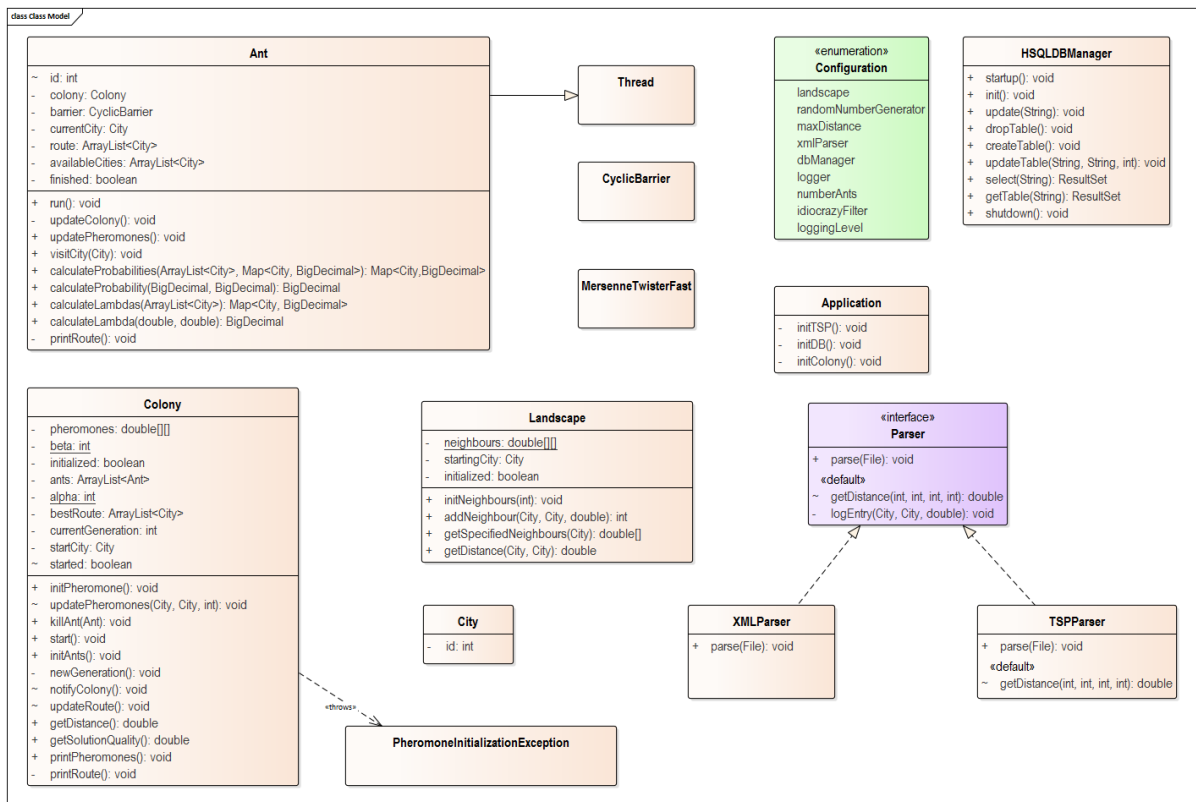 class Class Model
Ant
~ id: int
- colony: Colony
- barrier: CyclicBarrier
- currentCity: City
- route: ArrayList<City>
- availableCities: ArrayList<City>
- finished: boolean
+ run(): void
- updateColony(): void
+ updatePheromones(): void
+ visitCity(City): void
+ calculateProbabilities(ArrayList<City>, Map<City, BigDecimal>): Map<City,BigDecimal>
+ calculateProbability(BigDecimal, BigDecimal): BigDecimal
+ calculateLambdas(ArrayList<City>): Map<City, BigDecimal>
+ calculateLambda(double, double): BigDecimal
- printRoute(): void
Thread
CyclicBarrier
MersenneTwisterFast
«enumeration»
Configuration
landscape
randomNumberGenerator
maxDistance
xmlParser
dbManager
logger
numberAnts
idiocrazyFilter
loggingLevel
HSQLDBManager
+ startup(): void
+ init(): void
+ update(String): void
+ dropTable(): void
+ createTable(): void
+ updateTable(String, String, int): void
+ select(String): ResultSet
+ getTable(String): ResultSet
+ shutdown(): void
Application
- initTSP(): void
- initDB(): void
- initColony(): void
Colony
- pheromones: double[][]
- beta: int
- initialized: boolean
- ants: ArrayList<Ant>
- alpha: int
- bestRoute: ArrayList<City>
- currentGeneration: int
- startCity: City
~ started: boolean
+ initPheromone(): void
~ updatePheromones(City, City, int): void
+ killAnt(Ant): void
+ start(): void
+ initAnts(): void
- newGeneration(): void
~ notifyColony(): void
~ updateRoute(): void
+ getDistance(): double
+ getSolutionQuality(): double
+ printPheromones(): void
- printRoute(): void
Landscape
- neighbours: double[][]
- startingCity: City
- initialized: boolean
+ initNeighbours(int): void
+ addNeighbour(City, City, double): int
+ getSpecifiedNeighbours(City): double[]
+ getDistance(City, City): double
«interface»
Parser
+ parse(File): void
«default»
~ getDistance(int, int, int, int): double
- logEntry(City, City, double): void
City
- id: int
XMLParser
+ parse(File): void
TSPParser
+ parse(File): void
«default»
~ getDistance(int, int, int, int): double
«throws»
PheromoneInitializationException